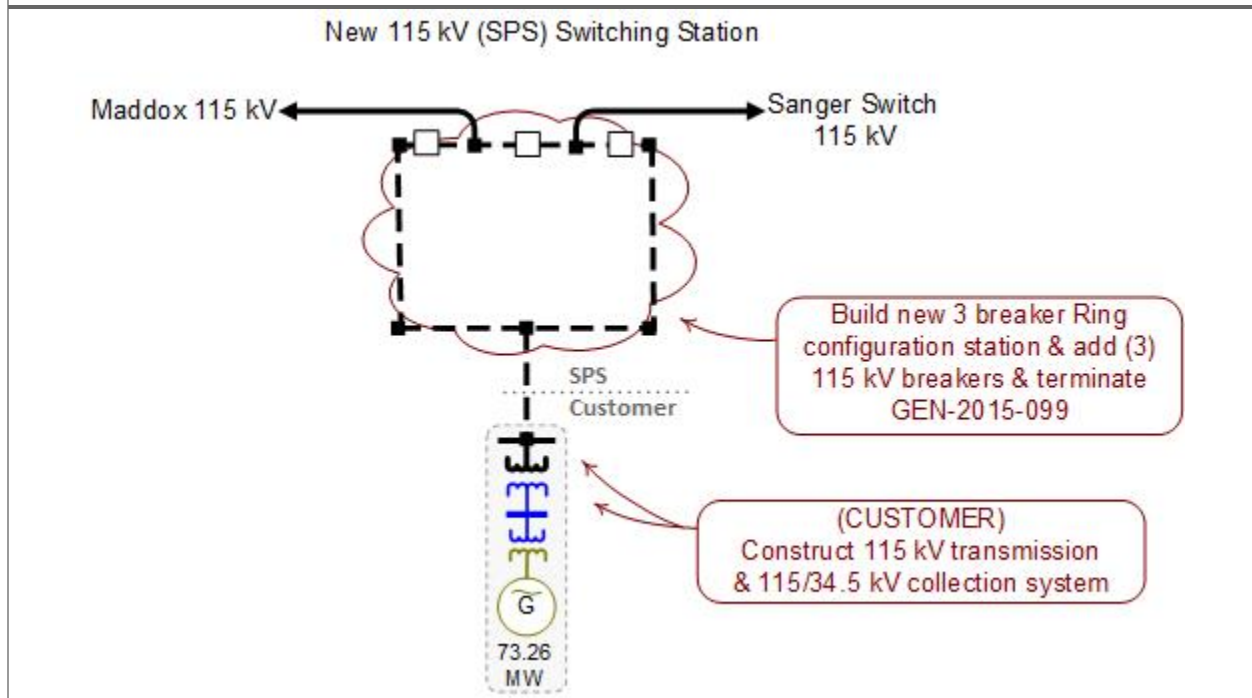 New 115 kV (SPS) Switching Station
Maddox 115 kV
Sanger Switch
115 kV
Build new 3 breaker Ring
configuration station & add (3)
115 kV breakers & terminate
GEN-2015-099
SPS
Customer
(CUSTOMER)
Construct 115 kV transmission
& 115/34.5 kV collection system
G
73.26
MW